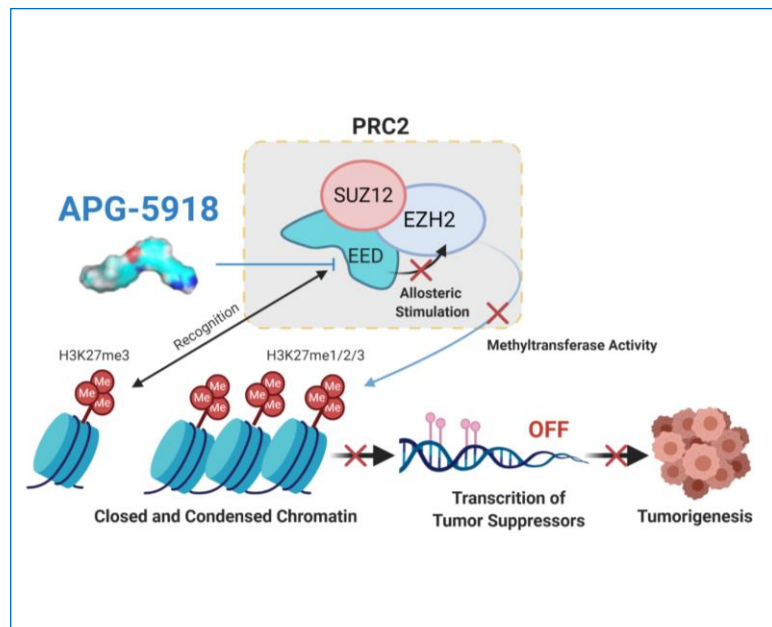 PRC2
APG-5918
SUZ12
EZH2
EED
Allosteric
Stimulation
Recognition
Methyltransferase Activity
H3K27me3
H3K27me1/2/3
Me
Me
Me
Me
Me
Me
Me
Me
Me
Me
Me
Me
OFF
Closed and Condensed Chromatin
Transcrition of
Tumor Suppressors
Tumorigenesis